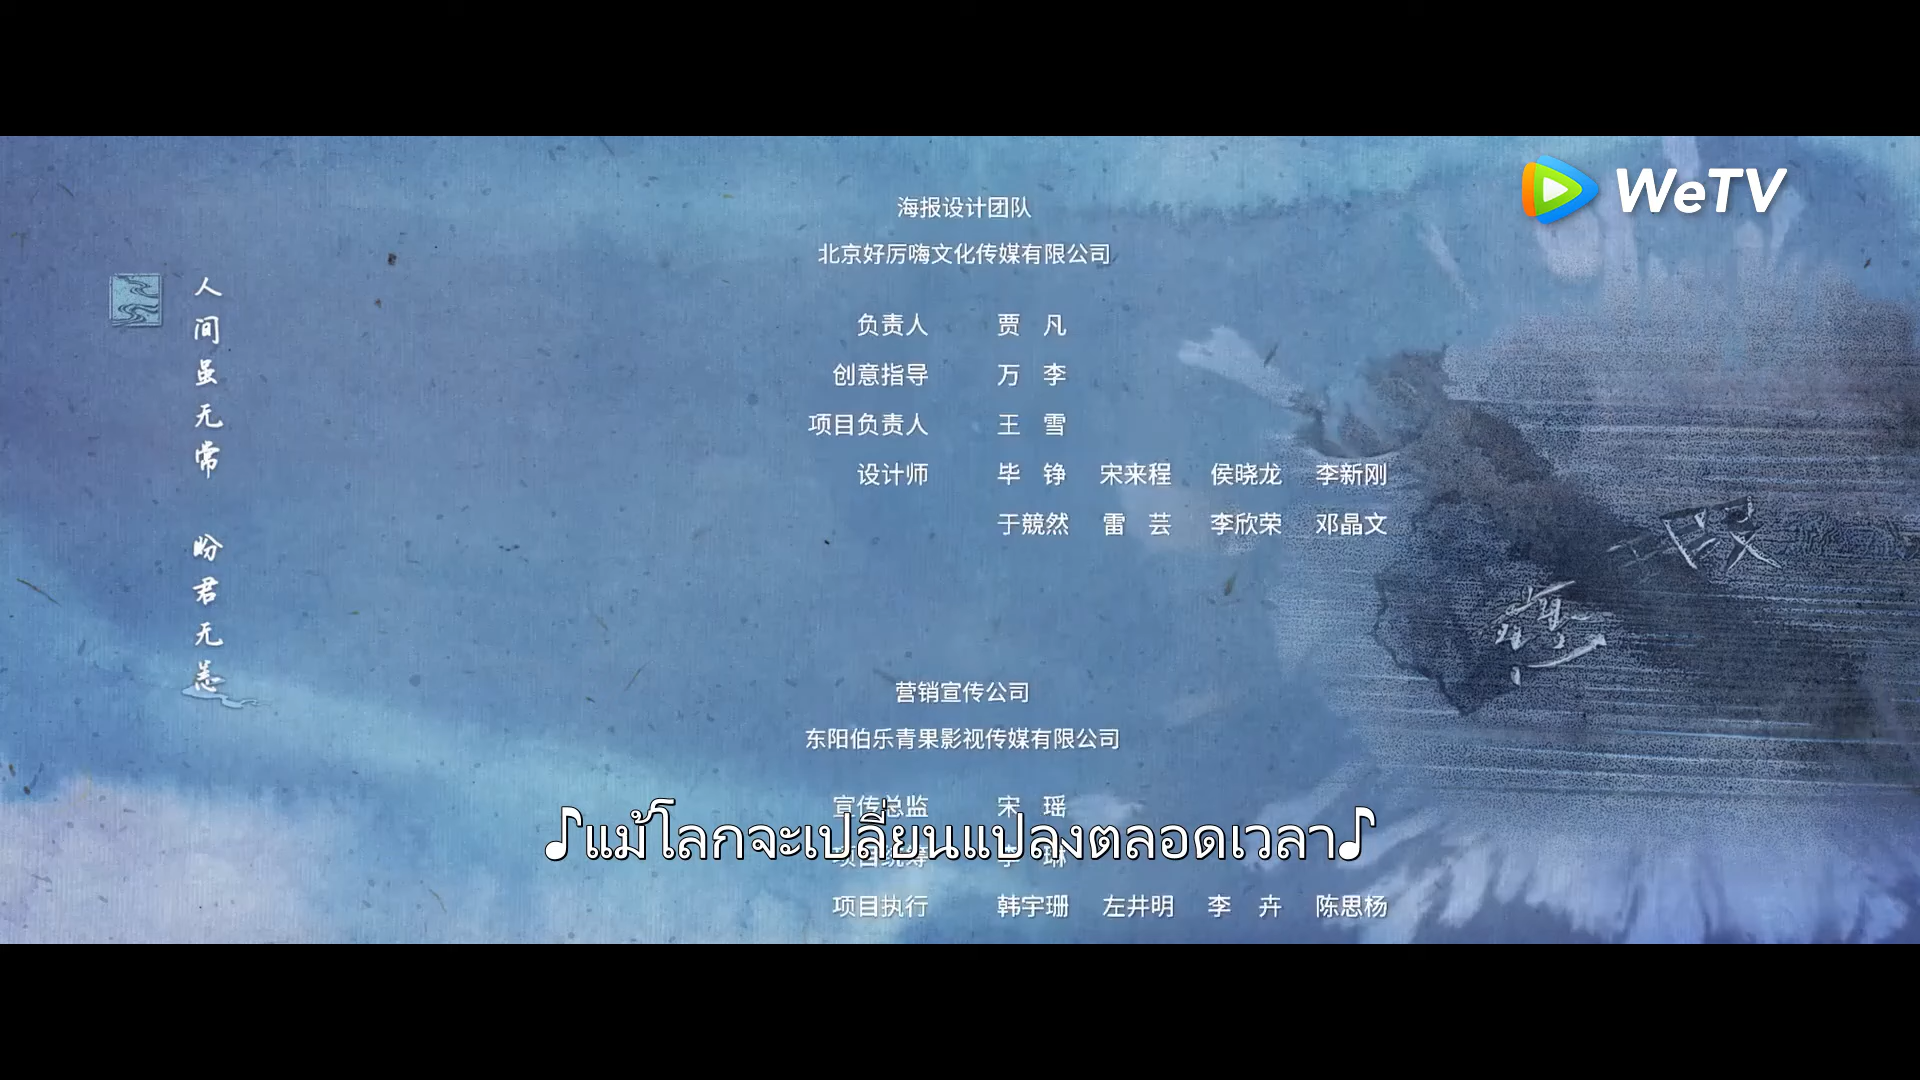 WeTV
海报设计团队
北京好厉嗨文化传媒有限公司
人间虽无常 盼君无恙
负责人 贾 凡
创意指导 万 李
项目负责人 王 雪
设计师 毕 铮 宋来程 侯晓龙 李新刚
于競然 雷 芸 李欣荣 邓晶文
营销宣传公司
东阳伯乐青果影视传媒有限公司
宣传总监 宋 瑶
♪แม้โลกจะเปลี่ยนแปลงตลอดเวลา♪
项目统筹 李 琳
项目执行 韩宇珊 左井明 李 卉 陈思杨